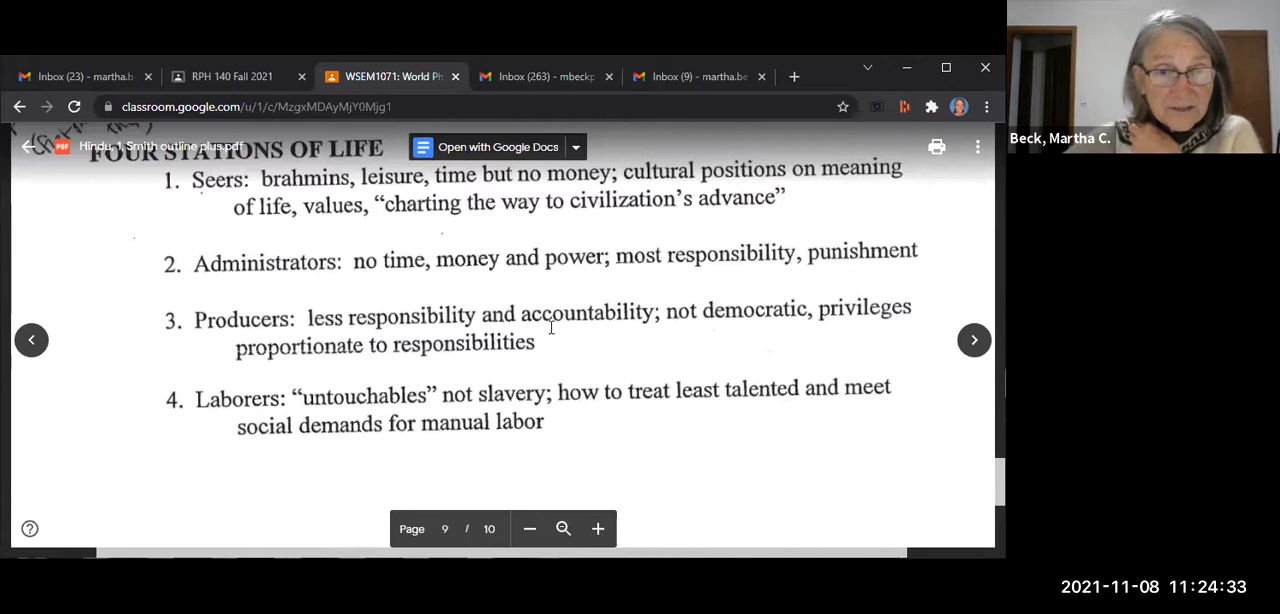 Inbox (23) - martha.b
RPH 140 Fall 2021
WSEM1071: World Ph
Inbox (263) - mbeckp
Inbox (9) - martha.be
classroom.google.com/u/1/c/MzgxMDAyMjY0Mjg1
Beck, Martha C.
PDF
Hindu, 1, Smith outline plus.pdf
Open with Google Docs
FOUR STATIONS OF LIFE
1. Seers: brahmins, leisure, time but no money; cultural positions on meaning
of life, values, “charting the way to civilization’s advance”
2. Administrators: no time, money and power; most responsibility, punishment
3. Producers: less responsibility and accountability; not democratic, privileges
proportionate to responsibilities
4. Laborers: “untouchables” not slavery; how to treat least talented and meet
social demands for manual labor
Page 9 / 10
2021-11-08 11:24:33